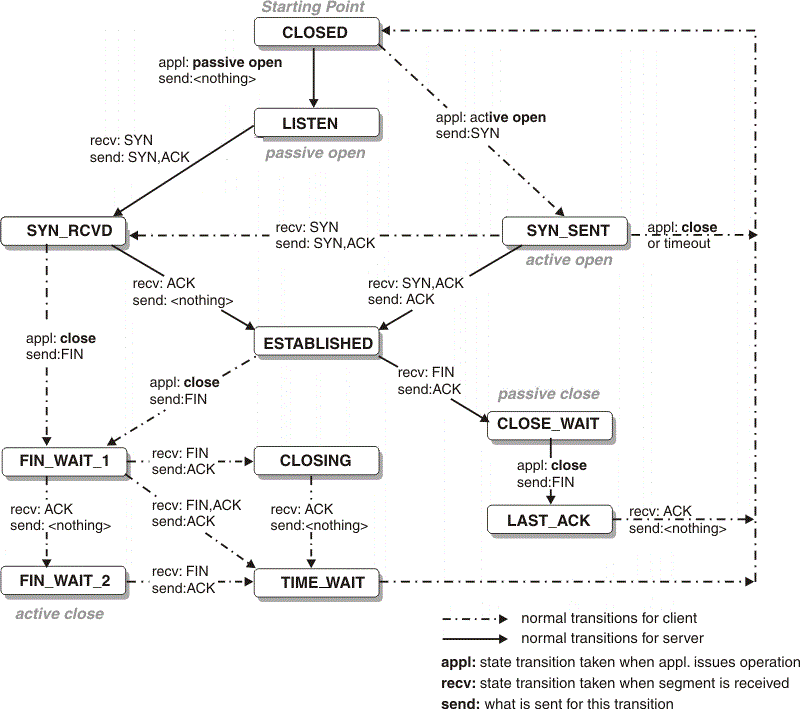 Starting Point
CLOSED
appl: passive open
send:<nothing>
appl: active open
send:SYN
LISTEN
passive open
recv: SYN
send: SYN,ACK
SYN_RCVD
recv: SYN
send: SYN,ACK
SYN_SENT
active open
appl: close
or timeout
recv: ACK
send: <nothing>
recv: SYN,ACK
send: ACK
appl: close
send:FIN
ESTABLISHED
appl: close
send:FIN
recv: FIN
send:ACK
passive close
CLOSE_WAIT
FIN_WAIT_1
recv: FIN
send:ACK
CLOSING
appl: close
send:FIN
recv: ACK
send: <nothing>
recv: FIN,ACK
send:ACK
recv: ACK
send:<nothing>
LAST_ACK
recv: ACK
send:<nothing>
FIN_WAIT_2
recv: FIN
send:ACK
TIME_WAIT
active close
normal transitions for client
normal transitions for server
appl: state transition taken when appl. issues operation
recv: state transition taken when segment is received
send: what is sent for this transition